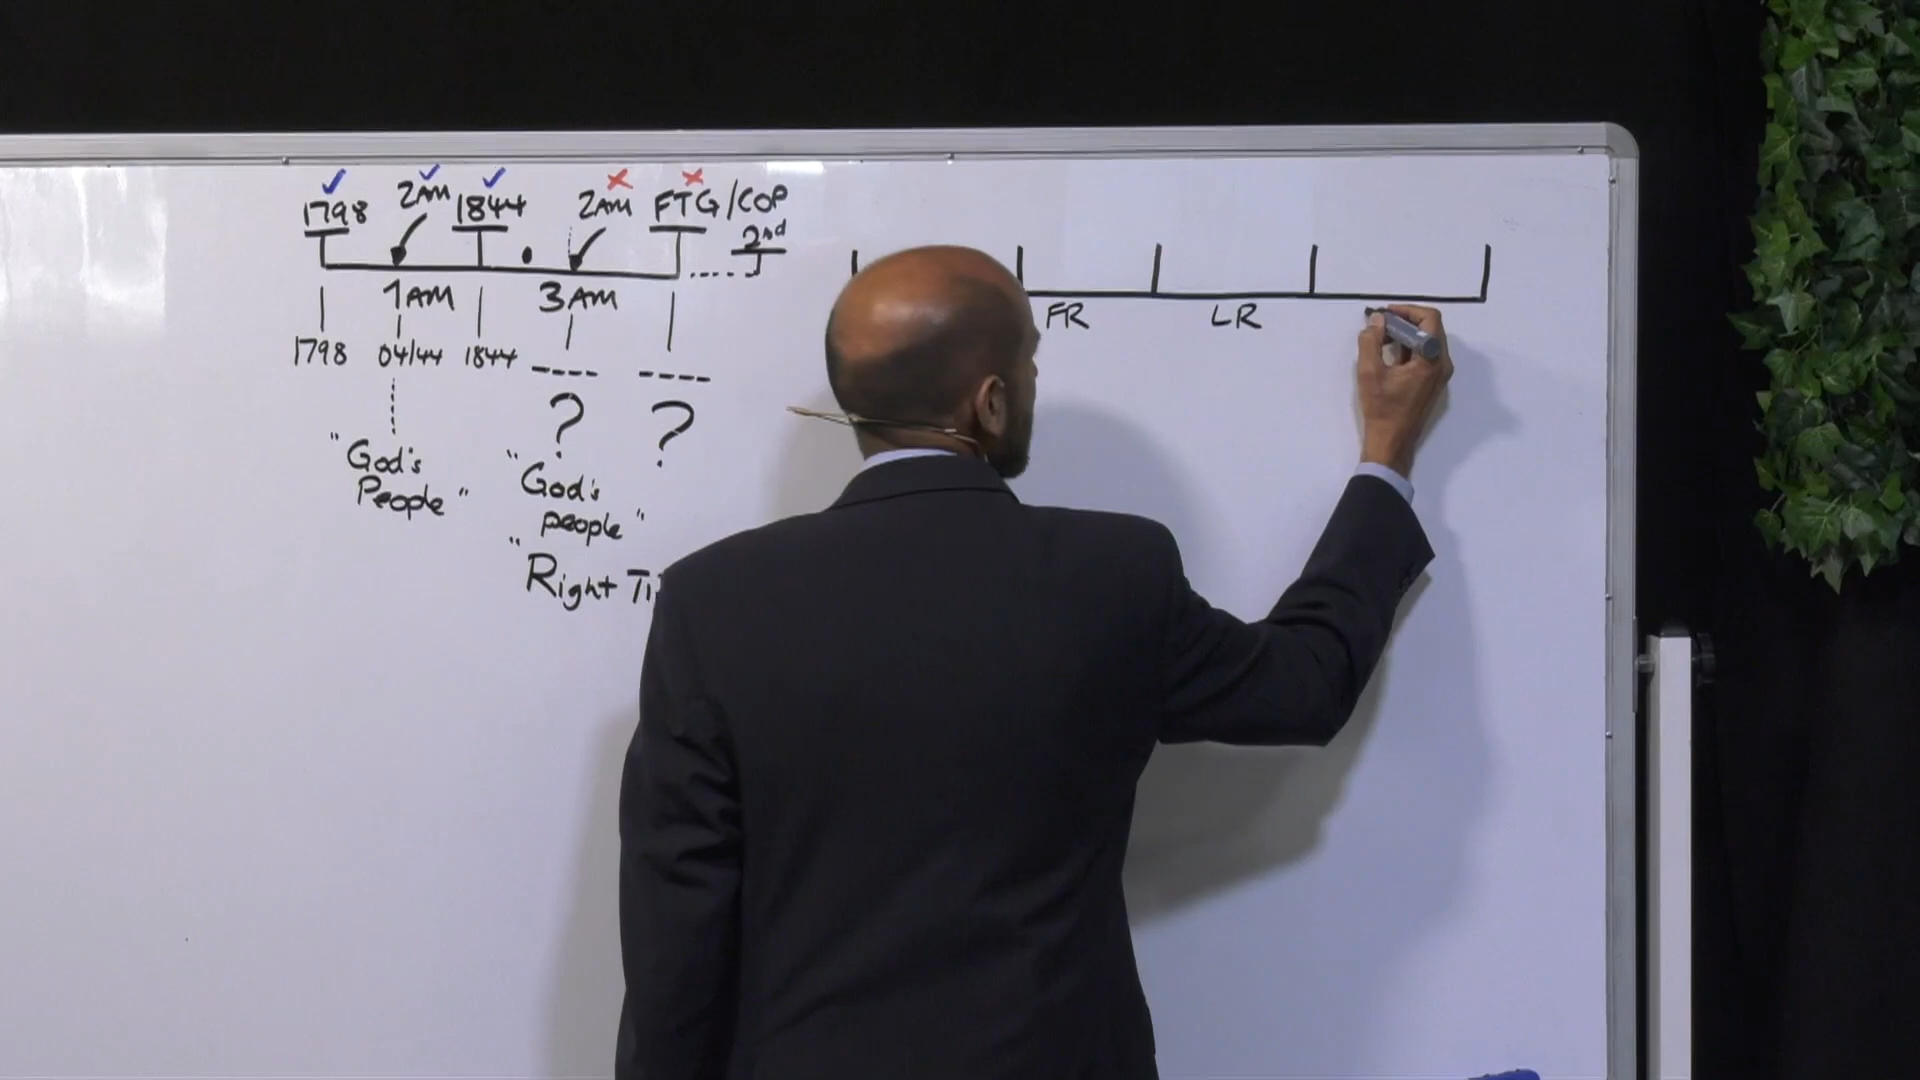 1798 2AM 1844 2AM FTG/COP
2nd
1AM 3AM
1798 04/44 1844 ---- ----
? ?
"God's
People"
"God's
people"
"Right Ti
FR LR